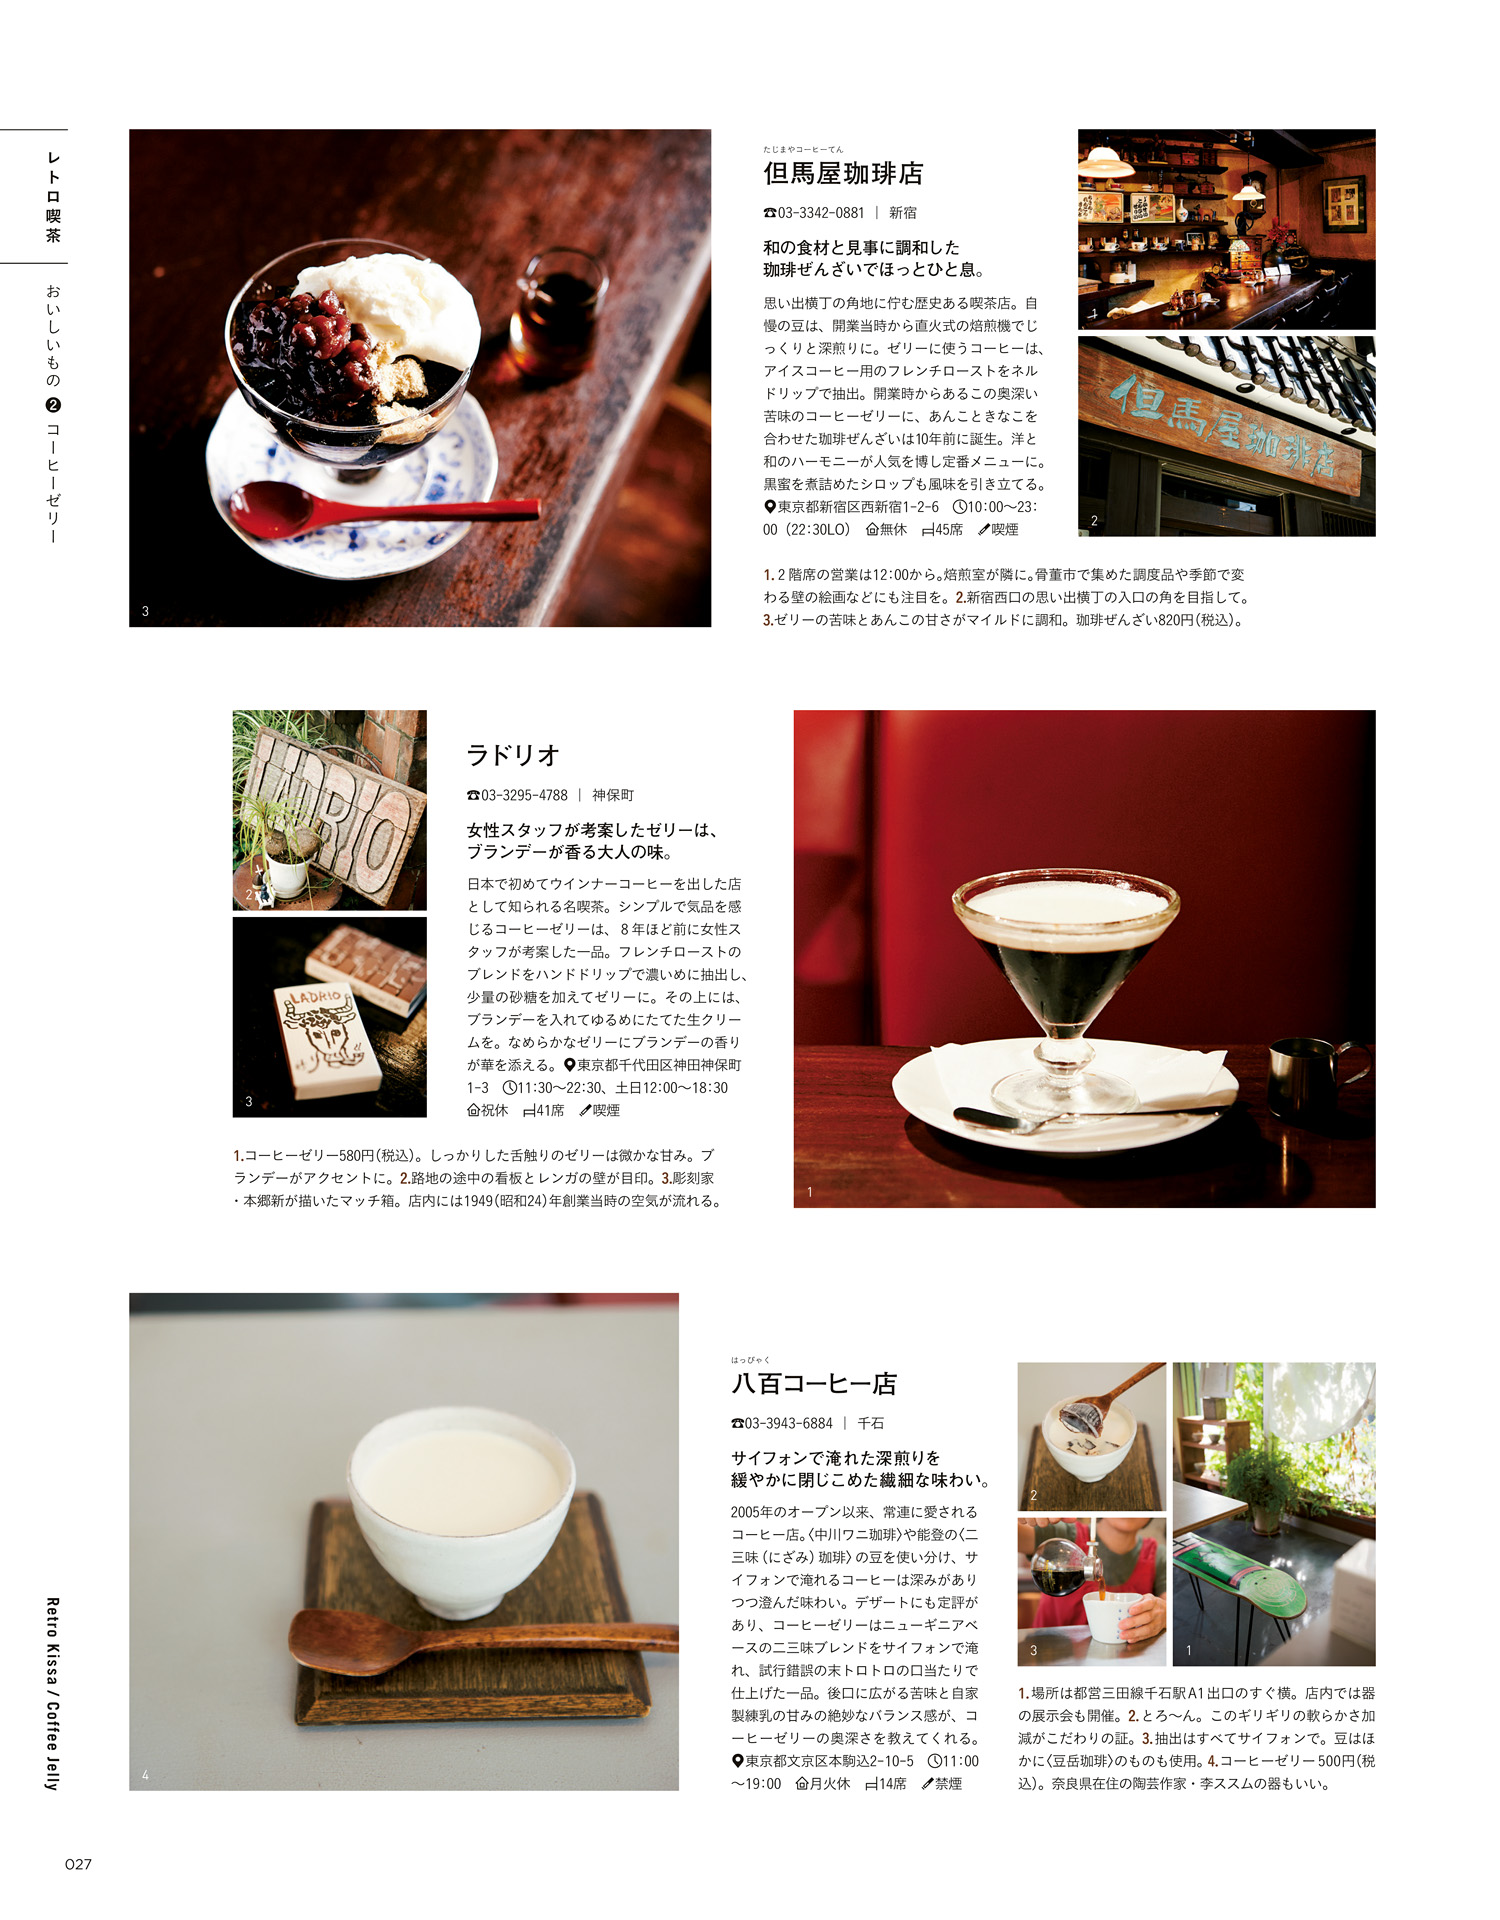 レトロ喫茶
おいしいもの ❷ コーヒーゼリー
たじまやコーヒーてん
但馬屋珈琲店
☎03-3342-0881 | 新宿
和の食材と見事に調和した
珈琲ぜんざいでほっとひと息。
思い出横丁の角地に佇む歴史ある喫茶店。自
慢の豆は、開業当時から直火式の焙煎機でじ
っくりと深煎りに。ゼリーに使うコーヒーは、
アイスコーヒー用のフレンチローストをネル
ドリップで抽出。開業時からあるこの奥深い
苦味のコーヒーゼリーに、あんこときなこを
合わせた珈琲ぜんざいは10年前に誕生。洋と
和のハーモニーが人気を博し定番メニューに。
黒蜜を煮詰めたシロップも風味を引き立てる。
東京都新宿区西新宿1-2-6 10:00〜23:
00（22:30LO） 無休 45席 喫煙
1
但馬屋珈琲店
2
3
1.２階席の営業は12:00から。焙煎室が隣に。骨董市で集めた調度品や季節で変
わる壁の絵画などにも注目を。2.新宿西口の思い出横丁の入口の角を目指して。
3.ゼリーの苦味とあんこの甘さがマイルドに調和。珈琲ぜんざい820円（税込）。
LADRIO
2
LADRIO
3
ラドリオ
☎03-3295-4788 | 神保町
女性スタッフが考案したゼリーは、
ブランデーが香る大人の味。
日本で初めてウインナーコーヒーを出した店
として知られる名喫茶。シンプルで気品を感
じるコーヒーゼリーは、８年ほど前に女性ス
タッフが考案した一品。フレンチローストの
ブレンドをハンドドリップで濃いめに抽出し、
少量の砂糖を加えてゼリーに。その上には、
ブランデーを入れてゆるめにたてた生クリー
ムを。なめらかなゼリーにブランデーの香り
が華を添える。東京都千代田区神田神保町
1-3 11:30〜22:30、土日12:00〜18:30
祝休 41席 喫煙
1.コーヒーゼリー580円（税込）。しっかりした舌触りのゼリーは微かな甘み。ブ
ランデーがアクセントに。2.路地の途中の看板とレンガの壁が目印。3.彫刻家
・本郷新が描いたマッチ箱。店内には1949（昭和24）年創業当時の空気が流れる。
1
4
はっぴゃく
八百コーヒー店
☎03-3943-6884 | 千石
サイフォンで淹れた深煎りを
緩やかに閉じこめた繊細な味わい。
2005年のオープン以来、常連に愛される
コーヒー店。〈中川ワニ珈琲〉や能登の〈二
三味（にざみ）珈琲〉の豆を使い分け、サ
イフォンで淹れるコーヒーは深みがあり
つつ澄んだ味わい。デザートにも定評が
あり、コーヒーゼリーはニューギニアベ
ースの二三味ブレンドをサイフォンで淹
れ、試行錯誤の末トロトロの口当たりで
仕上げた一品。後口に広がる苦味と自家
製練乳の甘みの絶妙なバランス感が、コ
ーヒーゼリーの奥深さを教えてくれる。
東京都文京区本駒込2-10-5 11:00
〜19:00 月火休 14席 禁煙
2
3
1
1.場所は都営三田線千石駅A1出口のすぐ横。店内では器
の展示会も開催。2.とろ〜ん。このギリギリの軟らかさ加
減がこだわりの証。3.抽出はすべてサイフォンで。豆はほ
かに〈豆岳珈琲〉のものも使用。4.コーヒーゼリー500円（税
込）。奈良県在住の陶芸作家・李ススムの器もいい。
Retro Kissa / Coffee Jelly
027